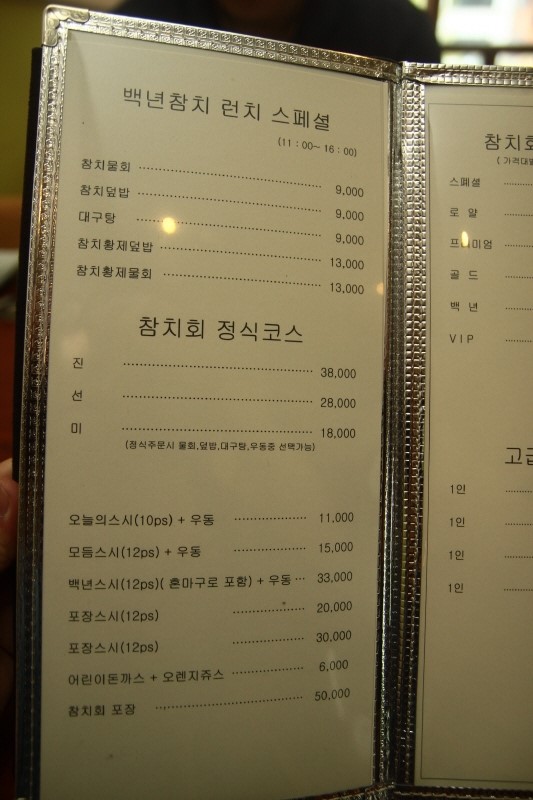 백년참치 런치 스페셜
(11 : 00~ 16 : 00)
참치물회 9,000
참치덮밥 9,000
대구탕 9,000
참치황제덮밥 13,000
참치황제물회 13,000
참치회 정식코스
진 38,000
선 28,000
미 18,000
(정식주문시 물회,덮밥,대구탕,우동중 선택가능)
오늘의스시(10ps) + 우동 11,000
모듬스시(12ps) + 우동 15,000
백년스시(12ps)( 혼마구로 포함) + 우동 33,000
포장스시(12ps) 20,000
포장스시(12ps) 30,000
어린이돈까스 + 오렌지쥬스 6,000
참치회 포장 50,000
참치회
( 가격대별
스폐셜
로 얄
프리미엄
골 드
백 년
VIP
고급
1인
1인
1인
1인